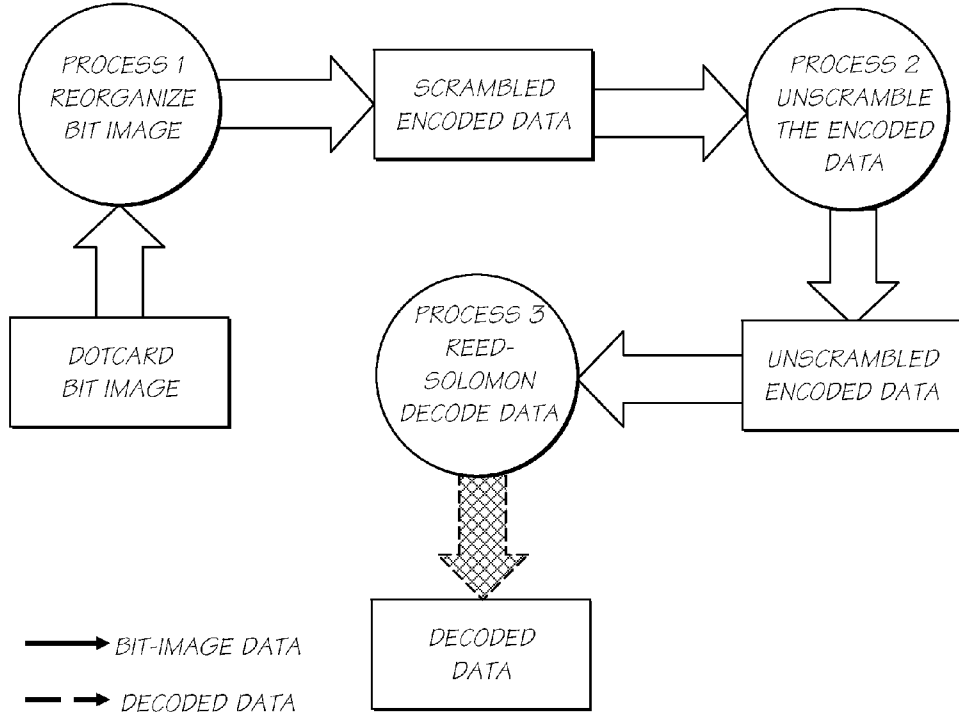 PROCESS 1
REORGANIZE
BIT IMAGE
SCRAMBLED
ENCODED DATA
PROCESS 2
UNSCRAMBLE
THE ENCODED
DATA
DOTCARD
BIT IMAGE
PROCESS 3
REED-
SOLOMON
DECODE DATA
UNSCRAMBLED
ENCODED DATA
DECODED
DATA
BIT-IMAGE DATA
DECODED DATA